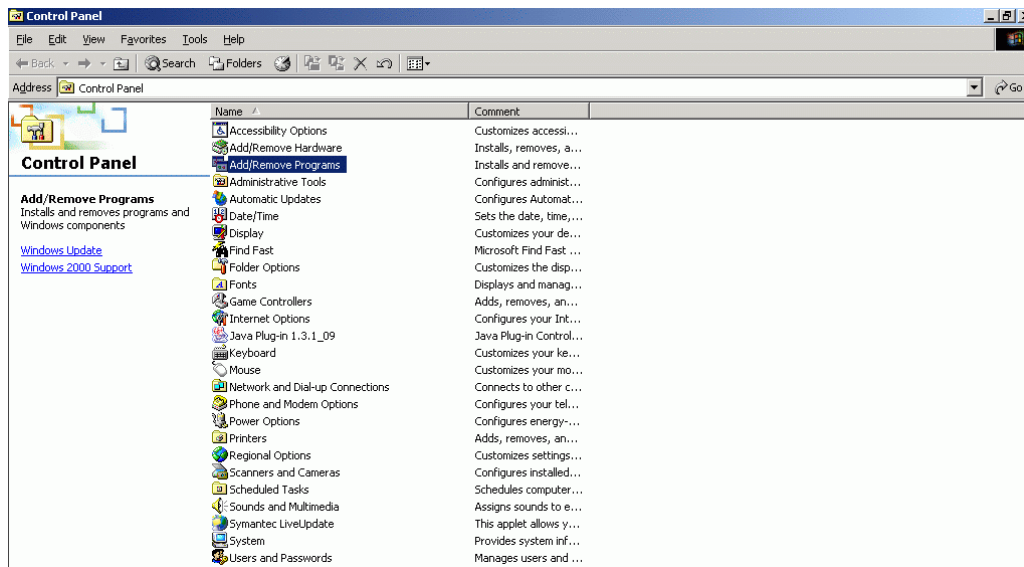 Control Panel
File Edit View Favorites Tools Help
Back Search Folders
Address Control Panel Go
Control Panel
Add/Remove Programs
Installs and removes programs and
Windows components
Windows Update
Windows 2000 Support
Name Comment
Accessibility Options Customizes accessi...
Add/Remove Hardware Installs, removes, a...
Add/Remove Programs Installs and remove...
Administrative Tools Configures administ...
Automatic Updates Configures Automat...
Date/Time Sets the date, time,...
Display Customizes your de...
Find Fast Microsoft Find Fast ...
Folder Options Customizes the disp...
Fonts Displays and manag...
Game Controllers Adds, removes, an...
Internet Options Configures your Int...
Java Plug-in 1.3.1_09 Java Plug-in Control...
Keyboard Customizes your ke...
Mouse Customizes your mo...
Network and Dial-up Connections Connects to other c...
Phone and Modem Options Configures your tel...
Power Options Configures energy-...
Printers Adds, removes, an...
Regional Options Customizes settings...
Scanners and Cameras Configures installed...
Scheduled Tasks Schedules computer...
Sounds and Multimedia Assigns sounds to e...
Symantec LiveUpdate This applet allows y...
System Provides system inf...
Users and Passwords Manages users and ...